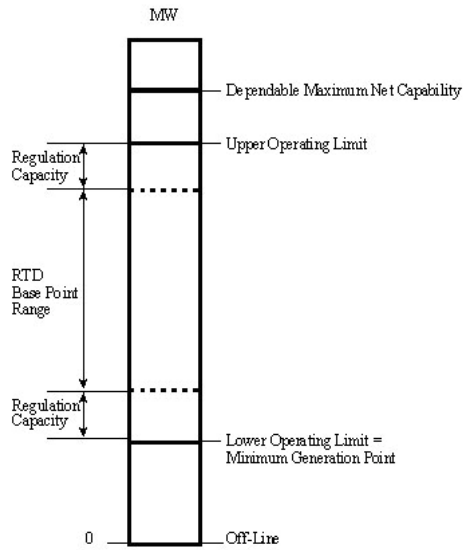 MW
Dependable Maximum Net Capability
Upper Operating Limit
Regulation
Capacity
RTD
Base Point
Range
Regulation
Capacity
Lower Operating Limit =
Minimum Generation Point
0
Off-Line